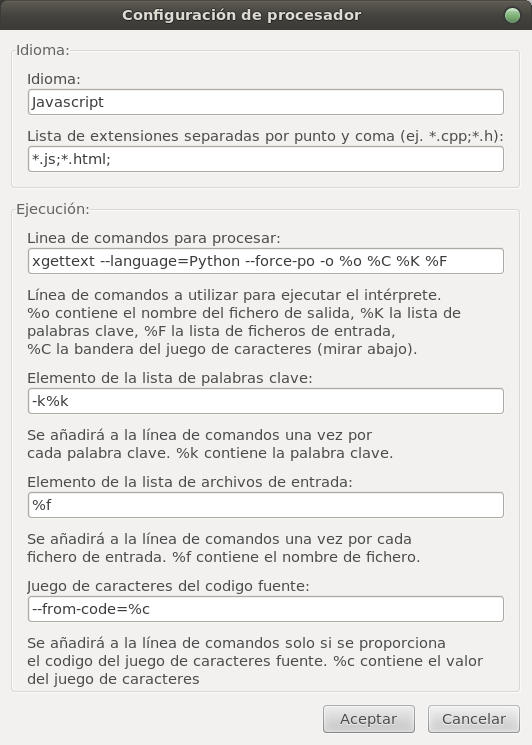 Configuración de procesador
Idioma:
Idioma:
Javascript
Lista de extensiones separadas por punto y coma (ej. *.cpp;*.h):
*.js;*.html;
Ejecución:
Linea de comandos para procesar:
xgettext --language=Python --force-po -o %o %C %K %F
Línea de comandos a utilizar para ejecutar el intérprete.
%o contiene el nombre del fichero de salida, %K la lista de
palabras clave, %F la lista de ficheros de entrada,
%C la bandera del juego de caracteres (mirar abajo).
Elemento de la lista de palabras clave:
-k%k
Se añadirá a la línea de comandos una vez por
cada palabra clave. %k contiene la palabra clave.
Elemento de la lista de archivos de entrada:
%f
Se añadirá a la línea de comandos una vez por cada
fichero de entrada. %f contiene el nombre de fichero.
Juego de caracteres del codigo fuente:
--from-code=%c
Se añadirá a la línea de comandos solo si se proporciona
el codigo del juego de caracteres fuente. %c contiene el valor
del juego de caracteres
Aceptar
Cancelar